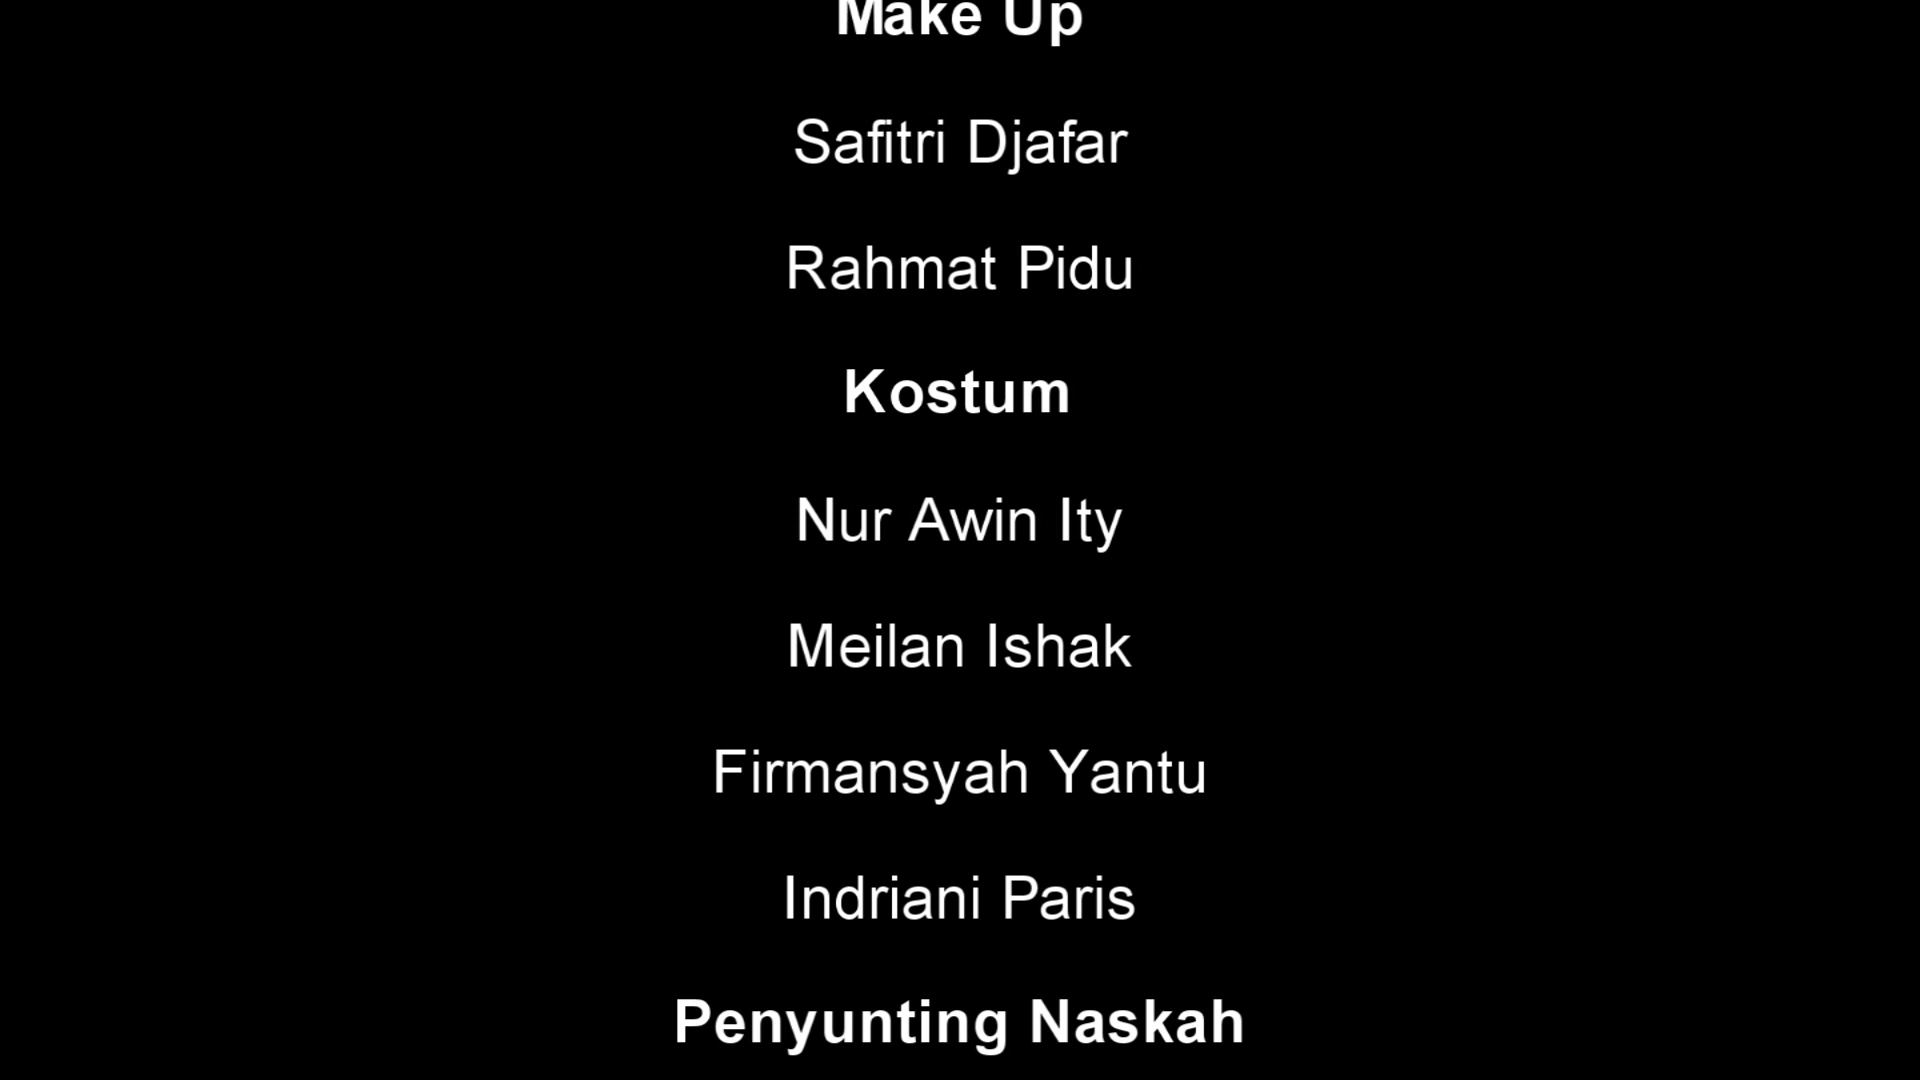 Make Up
Safitri Djafar
Rahmat Pidu
Kostum
Nur Awin Ity
Meilan Ishak
Firmansyah Yantu
Indriani Paris
Penyunting Naskah